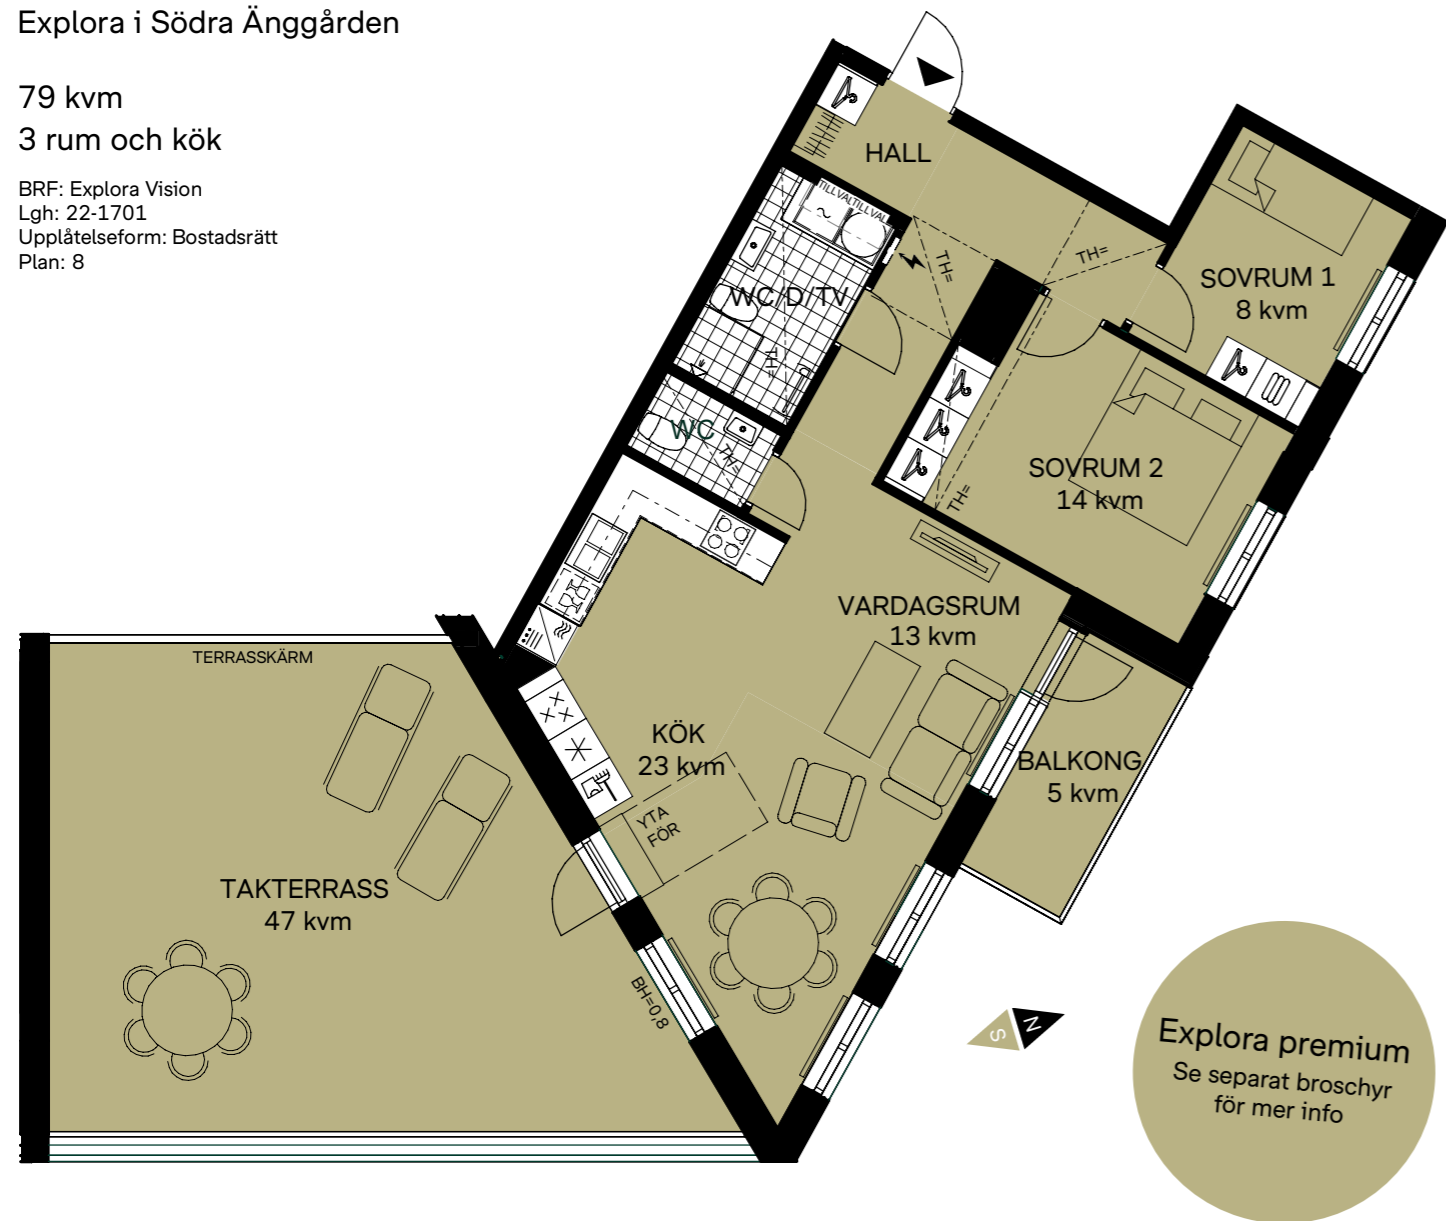 Explora i Södra Änggården
79 kvm
3 rum och kök
BRF: Explora Vision
Lgh: 22-1701
Upplåtelseform: Bostadsrätt
Plan: 8
HALL
TILLVAL
TILLVAL
TH=
TH=
SOVRUM 1
8 kvm
WC/D/TV
TH=
WC
TH=
SOVRUM 2
14 kvm
TH=
VARDAGSRUM
13 kvm
TERRASSKÄRM
KÖK
23 kvm
BALKONG
5 kvm
YTA
FÖR
TAKTERRASS
47 kvm
BH=0,8
S
N
Explora premium
Se separat broschyr
för mer info